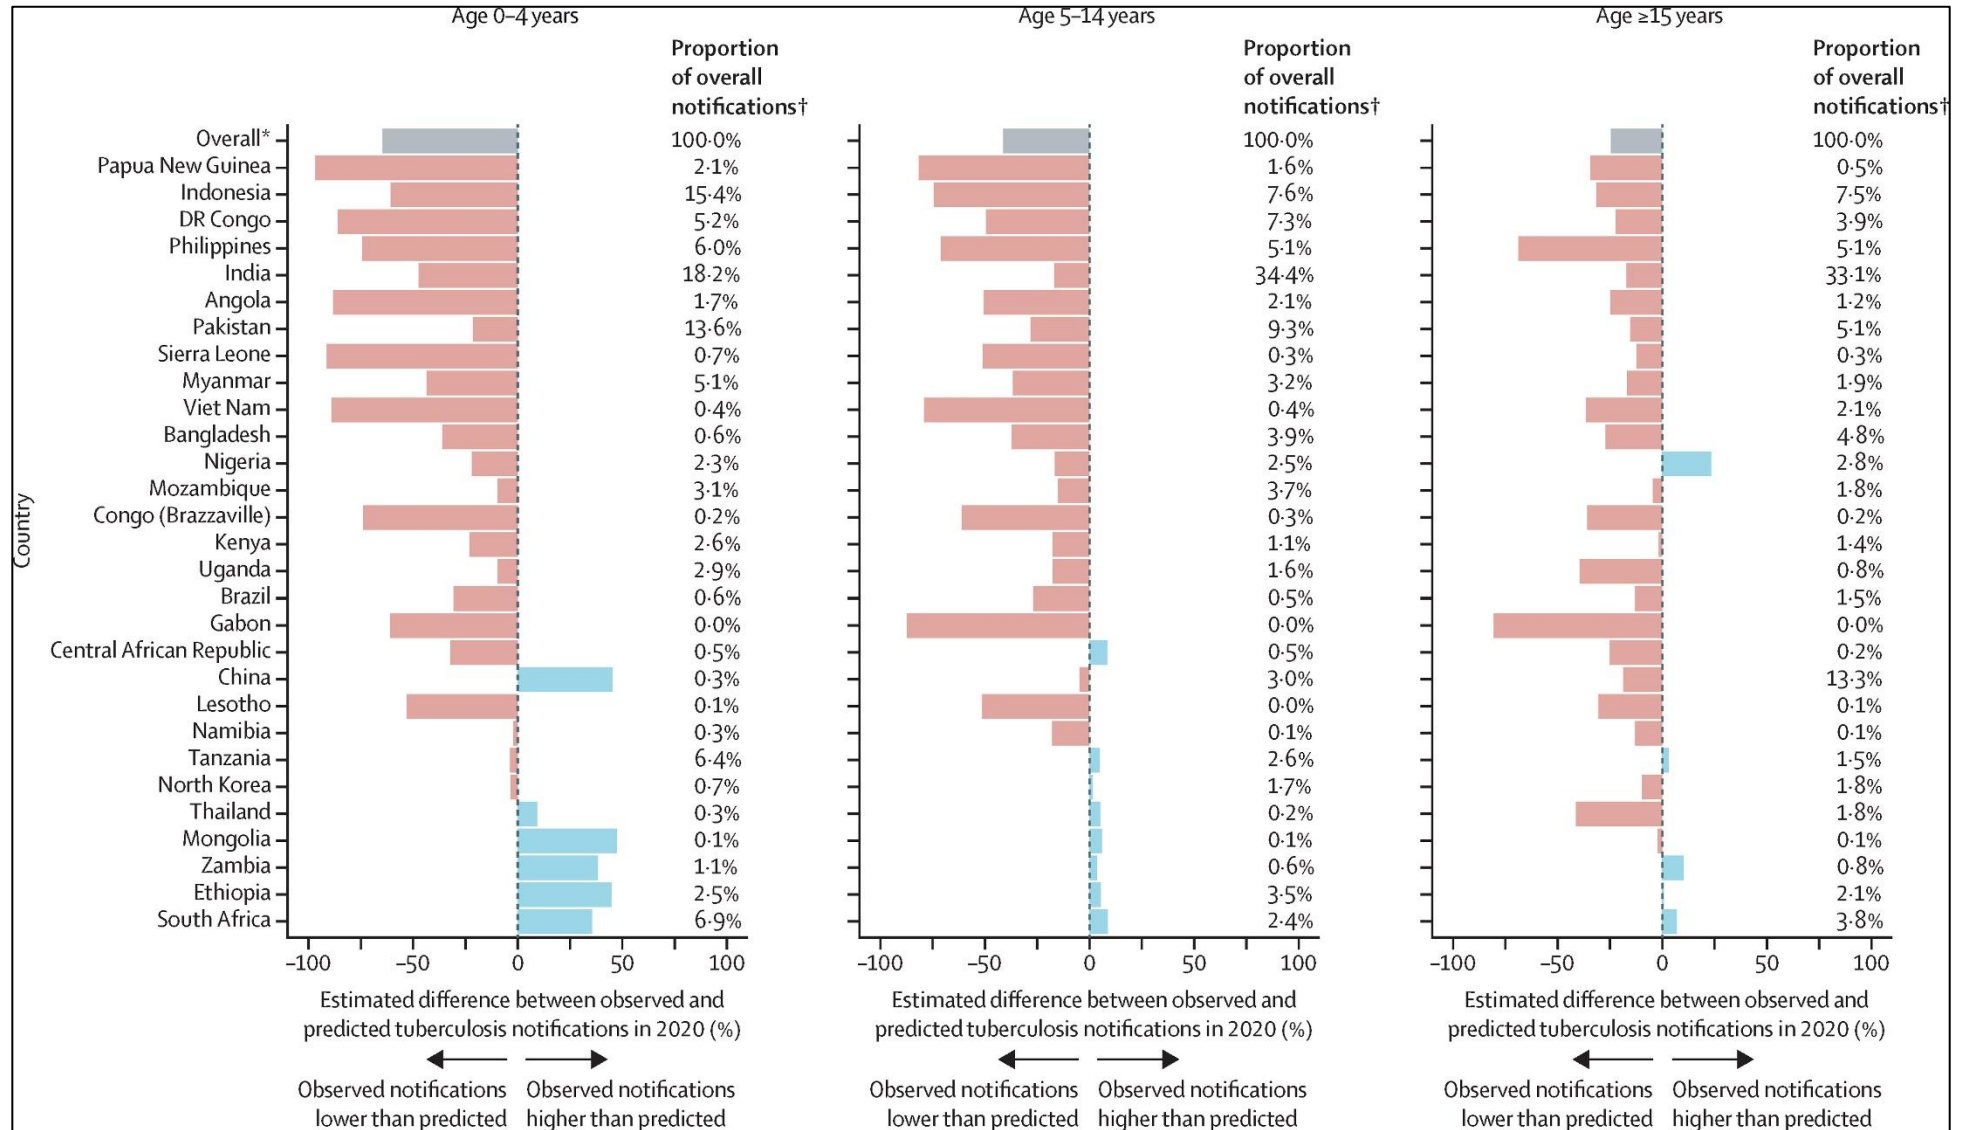 Age 0–4 years Age 5–14 years Age ≥15 years
Proportion Proportion Proportion
of overall of overall of overall
notifications† notifications† notifications†
Overall* 100·0% 100·0% 100·0%
Papua New Guinea 2·1% 1·6% 0·5%
Indonesia 15·4% 7·6% 7·5%
DR Congo 5·2% 7·3% 3·9%
Philippines 6·0% 5·1% 5·1%
India 18·2% 34·4% 33·1%
Angola 1·7% 2·1% 1·2%
Pakistan 13·6% 9·3% 5·1%
Sierra Leone 0·7% 0·3% 0·3%
Myanmar 5·1% 3·2% 1·9%
Viet Nam 0·4% 0·4% 2·1%
Bangladesh 0·6% 3·9% 4·8%
Nigeria 2·3% 2·5% 2·8%
Mozambique 3·1% 3·7% 1·8%
Congo (Brazzaville) 0·2% 0·3% 0·2%
Kenya 2·6% 1·1% 1·4%
Uganda 2·9% 1·6% 0·8%
Brazil 0·6% 0·5% 1·5%
Gabon 0·0% 0·0% 0·0%
Central African Republic 0·5% 0·5% 0·2%
China 0·3% 3·0% 13·3%
Lesotho 0·1% 0·0% 0·1%
Namibia 0·3% 0·1% 0·1%
Tanzania 6·4% 2·6% 1·5%
North Korea 0·7% 1·7% 1·8%
Thailand 0·3% 0·2% 1·8%
Mongolia 0·1% 0·1% 0·1%
Zambia 1·1% 0·6% 0·8%
Ethiopia 2·5% 3·5% 2·1%
South Africa 6·9% 2·4% 3·8%
Country
–100 –50 0 50 100 –100 –50 0 50 100 –100 –50 0 50 100
Estimated difference between observed and Estimated difference between observed and Estimated difference between observed and
predicted tuberculosis notifications in 2020 (%) predicted tuberculosis notifications in 2020 (%) predicted tuberculosis notifications in 2020 (%)
Observed notifications Observed notifications Observed notifications Observed notifications Observed notifications Observed notifications
lower than predicted higher than predicted lower than predicted higher than predicted lower than predicted higher than predicted